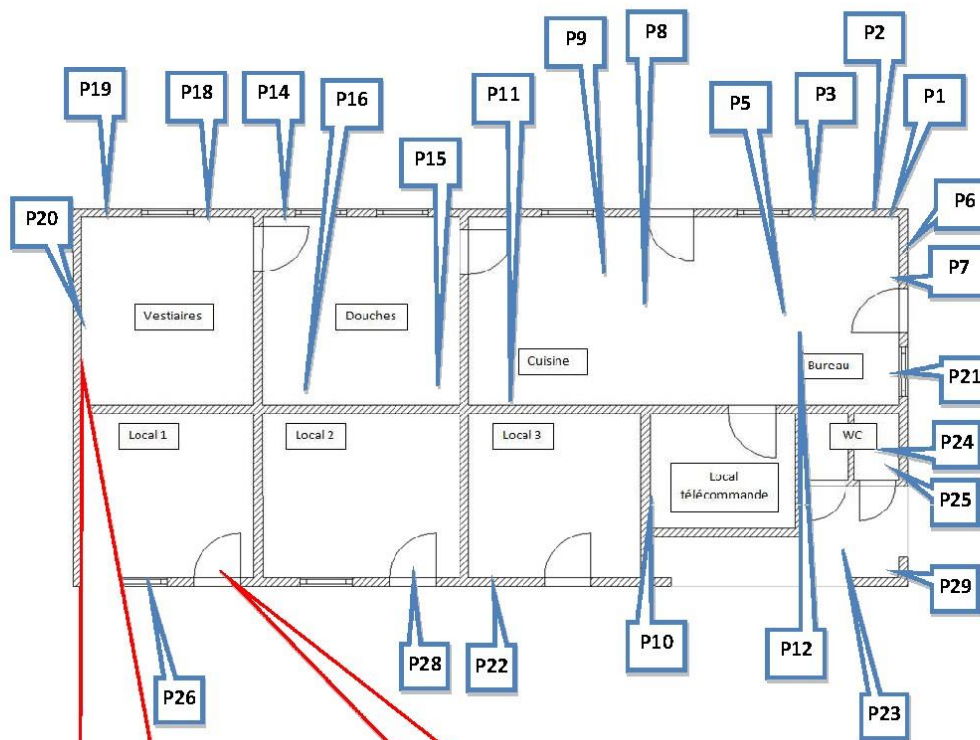 P2
P9
P8
P1
P19
P18
P14
P16
P11
P5
P3
P15
P6
P20
P7
Vestiaires
Douches
Cuisine
Bureau
P21
Local 1
Local 2
Local 3
WC
P24
Local
télécommande
P25
P29
P26
P28
P22
P10
P12
P23